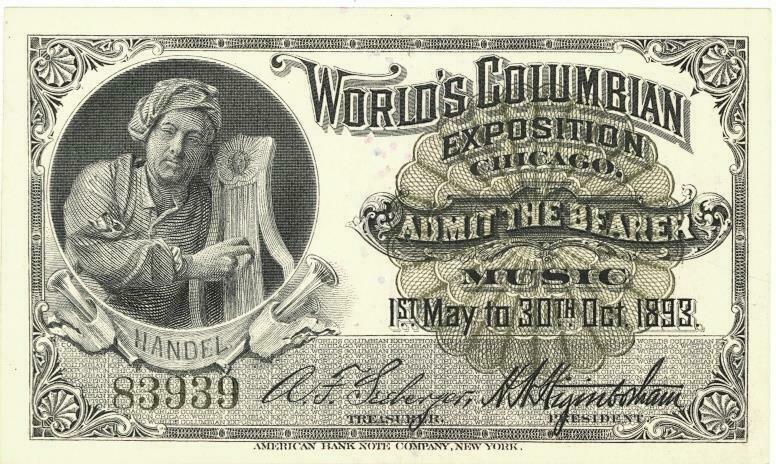 WORLD'S COLUMBIAN
EXPOSITION
CHICAGO.
ADMIT THE BEARER
MUSIC
1ST. May to 30TH Oct. 1893.
HANDEL
83939
A. F. Seeberger,
TREASURER.
H. N. Higinbotham
PRESIDENT.
AMERICAN BANK NOTE COMPANY, NEW YORK.